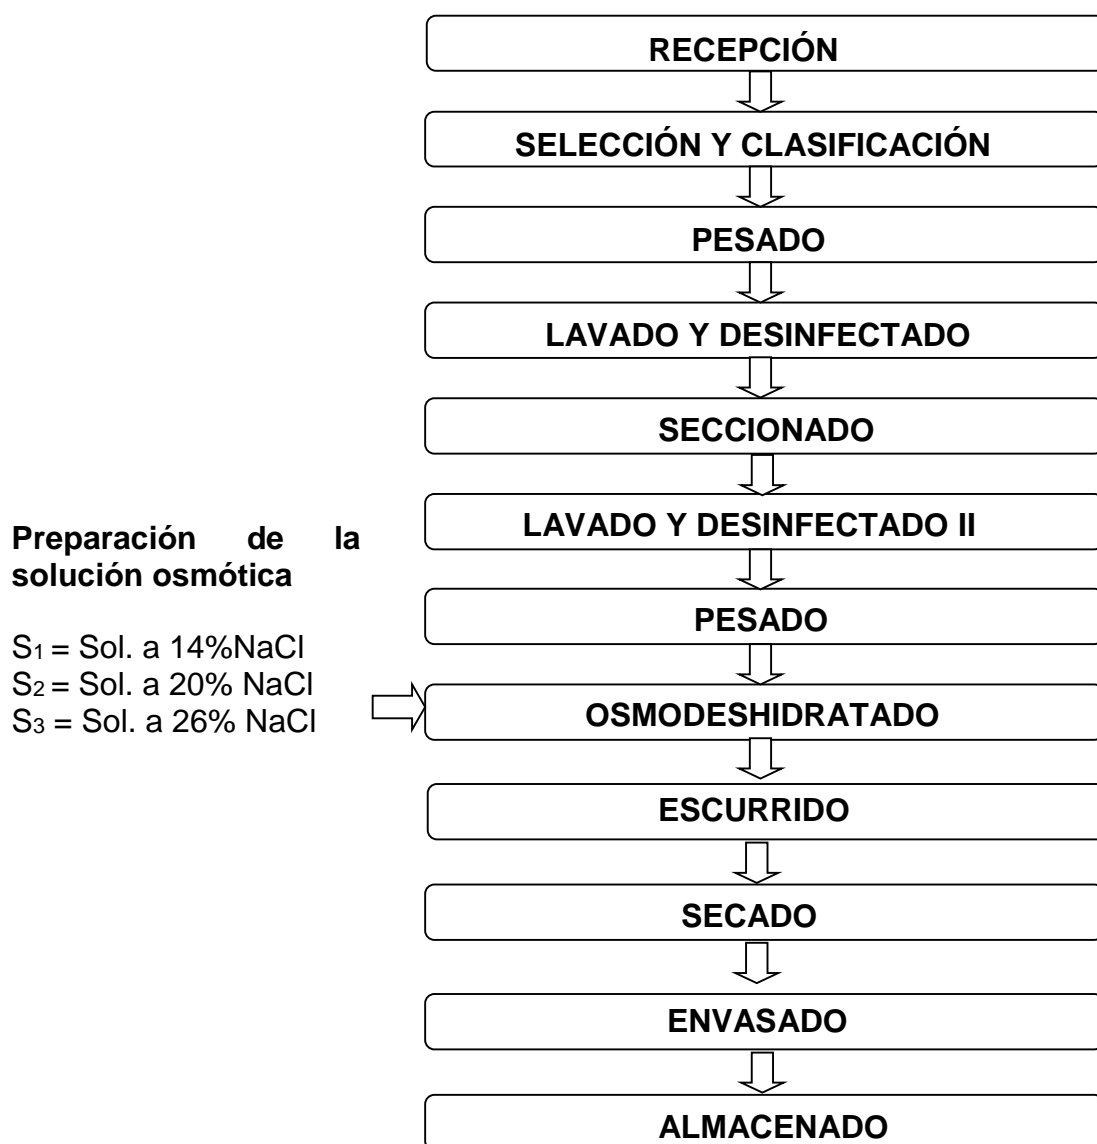 RECEPCIÓN
SELECCIÓN Y CLASIFICACIÓN
PESADO
LAVADO Y DESINFECTADO
SECCIONADO
LAVADO Y DESINFECTADO II
PESADO
Preparación de la
solución osmótica
S1 = Sol. a 14%NaCl
S2 = Sol. a 20% NaCl
S3 = Sol. a 26% NaCl
OSMODESHIDRATADO
ESCURRIDO
SECADO
ENVASADO
ALMACENADO